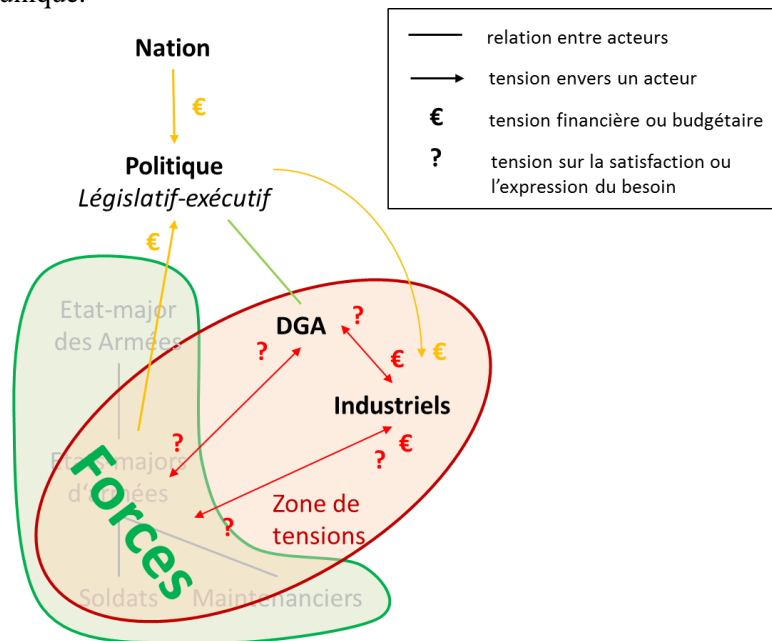 unique.
Nation
€
Politique
Législatif-exécutif
€
relation entre acteurs
tension envers un acteur
€ tension financière ou budgétaire
? tension sur la satisfaction ou
l'expression du besoin
Etat-major
des Armées
DGA
?
?
€
€
Industriels
?
€
?
Etats-majors
d'armées
Forces
Zone de
tensions
?
Soldats
Maintenanciers